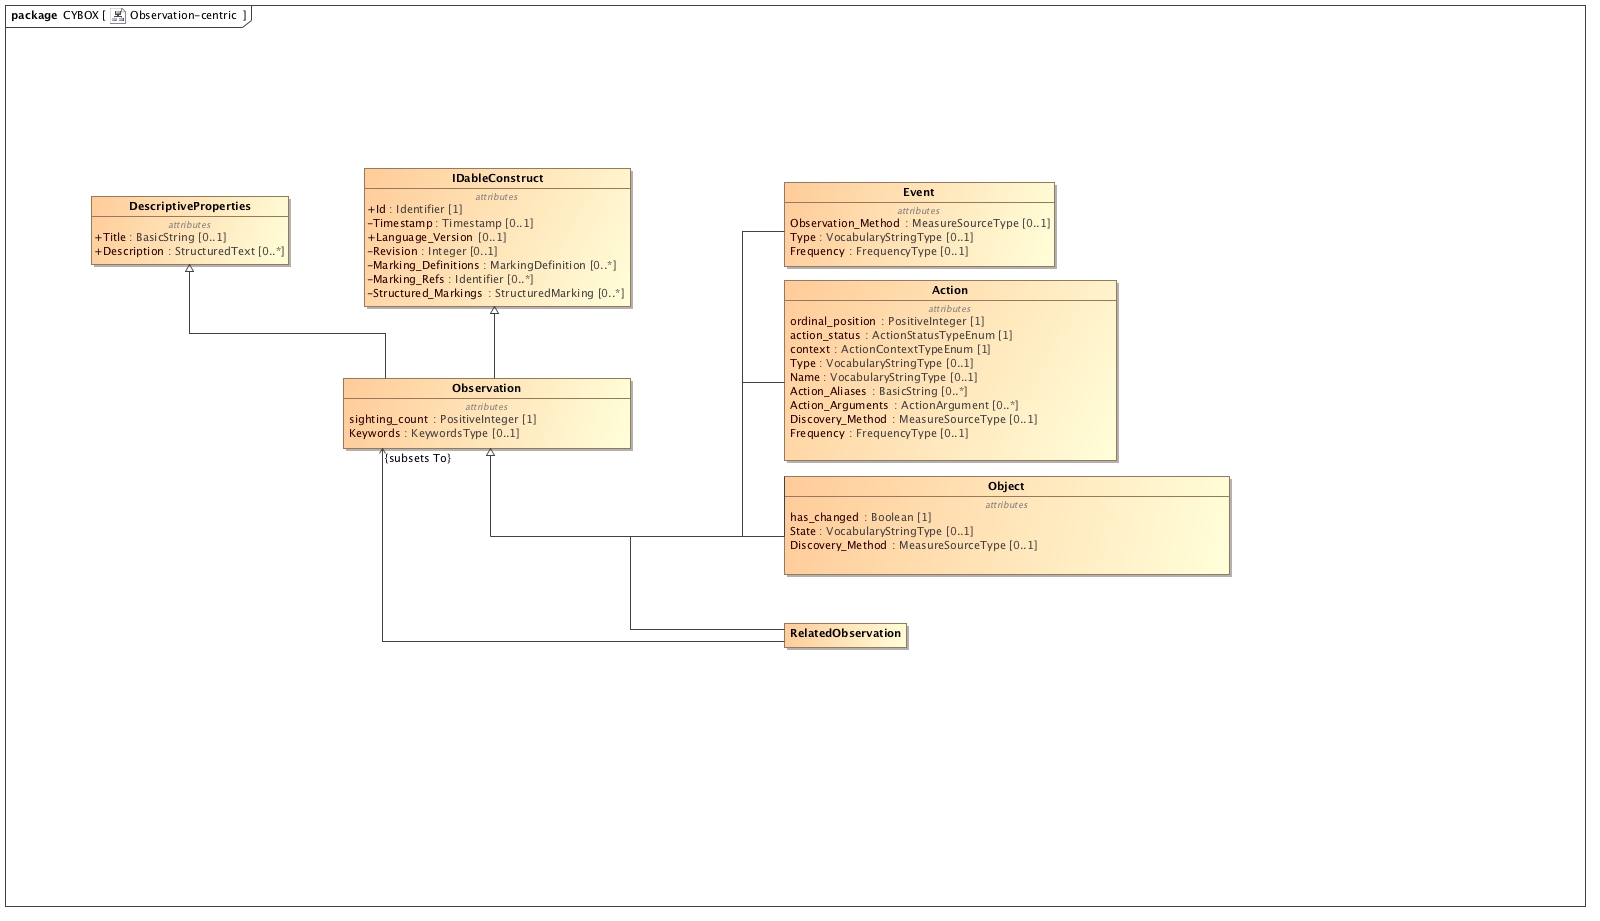 package CYBOX [ Observation-centric ]
DescriptiveProperties
attributes
+Title : BasicString [0..1]
+Description : StructuredText [0..*]
IDableConstruct
attributes
+Id : Identifier [1]
-Timestamp : Timestamp [0..1]
+Language_Version [0..1]
-Revision : Integer [0..1]
-Marking_Definitions : MarkingDefinition [0..*]
-Marking_Refs : Identifier [0..*]
-Structured_Markings : StructuredMarking [0..*]
Observation
attributes
sighting_count : PositiveInteger [1]
Keywords : KeywordsType [0..1]
{subsets To}
Event
attributes
Observation_Method : MeasureSourceType [0..1]
Type : VocabularyStringType [0..1]
Frequency : FrequencyType [0..1]
Action
attributes
ordinal_position : PositiveInteger [1]
action_status : ActionStatusTypeEnum [1]
context : ActionContextTypeEnum [1]
Type : VocabularyStringType [0..1]
Name : VocabularyStringType [0..1]
Action_Aliases : BasicString [0..*]
Action_Arguments : ActionArgument [0..*]
Discovery_Method : MeasureSourceType [0..1]
Frequency : FrequencyType [0..1]
Object
attributes
has_changed : Boolean [1]
State : VocabularyStringType [0..1]
Discovery_Method : MeasureSourceType [0..1]
RelatedObservation